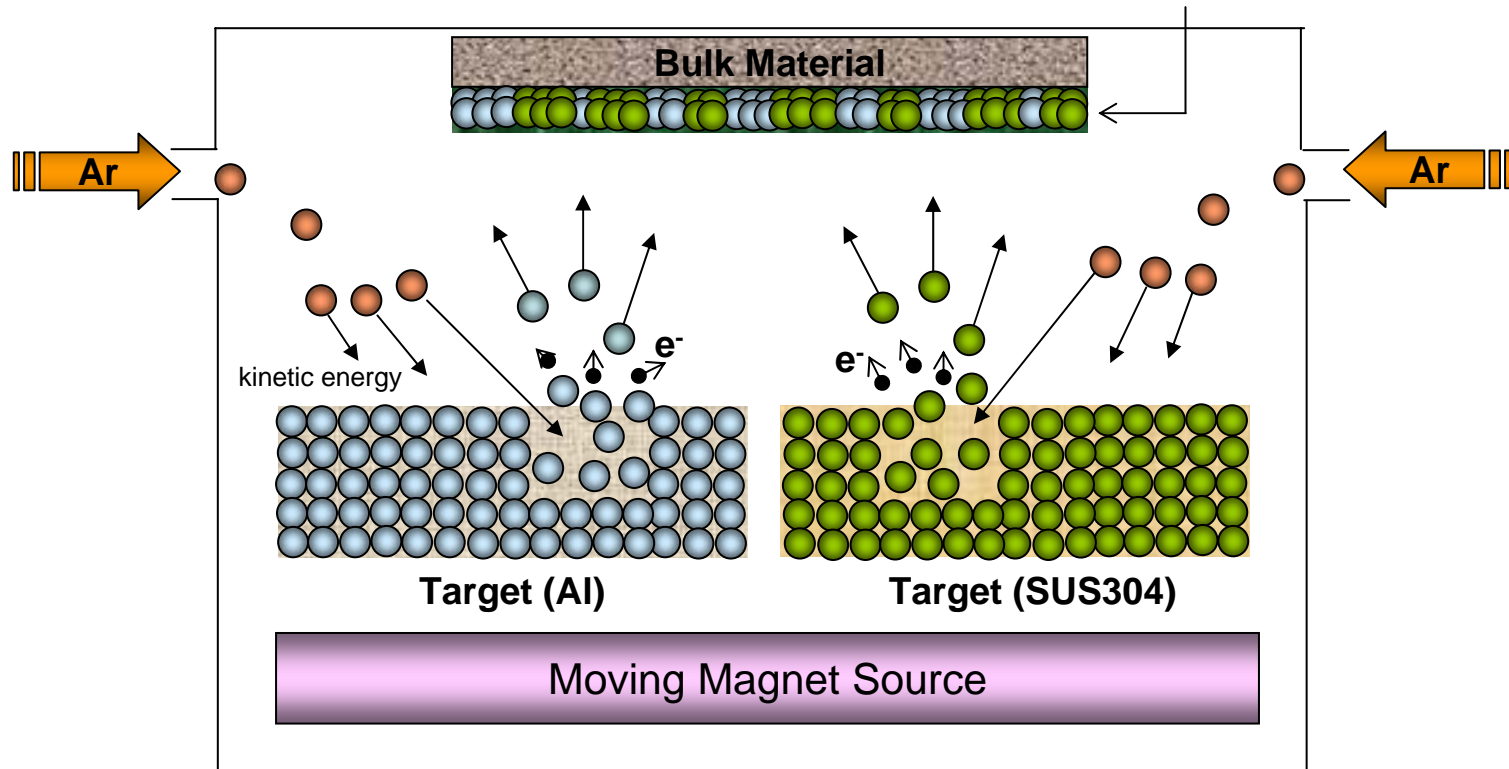 Bulk Material
Ar
Ar
e-
e-
kinetic energy
Target (Al)
Target (SUS304)
Moving Magnet Source